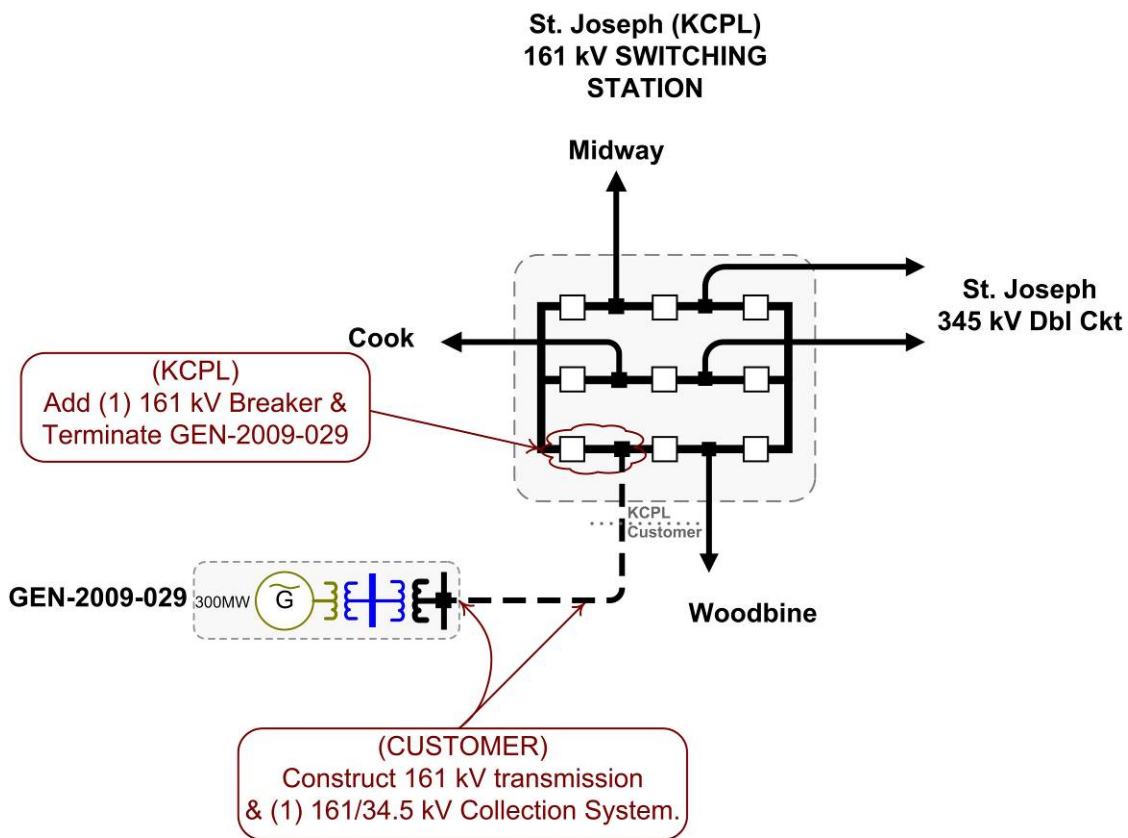 St. Joseph (KCPL)
161 kV SWITCHING
STATION
Midway
St. Joseph
345 kV Dbl Ckt
Cook
(KCPL)
Add (1) 161 kV Breaker &
Terminate GEN-2009-029
KCPL
Customer
GEN-2009-029
300MW
G
Woodbine
(CUSTOMER)
Construct 161 kV transmission
& (1) 161/34.5 kV Collection System.